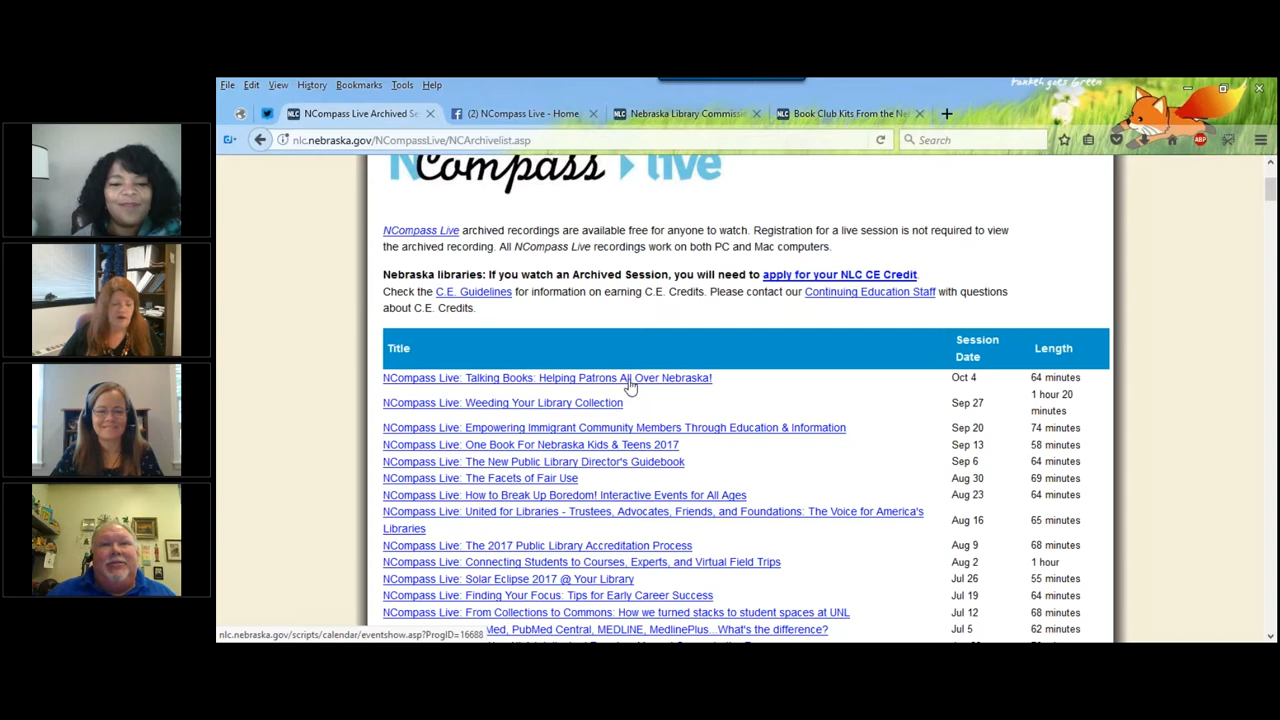 Fankeh goes Green
File Edit View History Bookmarks Tools Help
NCompass Live Archived Se (2) NCompass Live - Home Nebraska Library Commissi Book Club Kits From the Ne
nlc.nebraska.gov/NCompassLive/NCArchivelist.asp Search ABP
NCompass live
NCompass Live archived recordings are available free for anyone to watch. Registration for a live session is not required to view
the archived recording. All NCompass Live recordings work on both PC and Mac computers.
Nebraska libraries: If you watch an Archived Session, you will need to apply for your NLC CE Credit.
Check the C.E. Guidelines for information on earning C.E. Credits. Please contact our Continuing Education Staff with questions
about C.E. Credits.
Title Session Date Length
NCompass Live: Talking Books: Helping Patrons All Over Nebraska! Oct 4 64 minutes
NCompass Live: Weeding Your Library Collection Sep 27 1 hour 20 minutes
NCompass Live: Empowering Immigrant Community Members Through Education & Information Sep 20 74 minutes
NCompass Live: One Book For Nebraska Kids & Teens 2017 Sep 13 58 minutes
NCompass Live: The New Public Library Director's Guidebook Sep 6 64 minutes
NCompass Live: The Facets of Fair Use Aug 30 69 minutes
NCompass Live: How to Break Up Boredom! Interactive Events for All Ages Aug 23 64 minutes
NCompass Live: United for Libraries - Trustees, Advocates, Friends, and Foundations: The Voice for America's
Libraries Aug 16 65 minutes
NCompass Live: The 2017 Public Library Accreditation Process Aug 9 68 minutes
NCompass Live: Connecting Students to Courses, Experts, and Virtual Field Trips Aug 2 1 hour
NCompass Live: Solar Eclipse 2017 @ Your Library Jul 26 55 minutes
NCompass Live: Finding Your Focus: Tips for Early Career Success Jul 19 64 minutes
NCompass Live: From Collections to Commons: How we turned stacks to student spaces at UNL Jul 12 68 minutes
Med, PubMed Central, MEDLINE, MedlinePlus...What's the difference? Jul 5 62 minutes
nlc.nebraska.gov/scripts/calendar/eventshow.asp?ProgID=16688